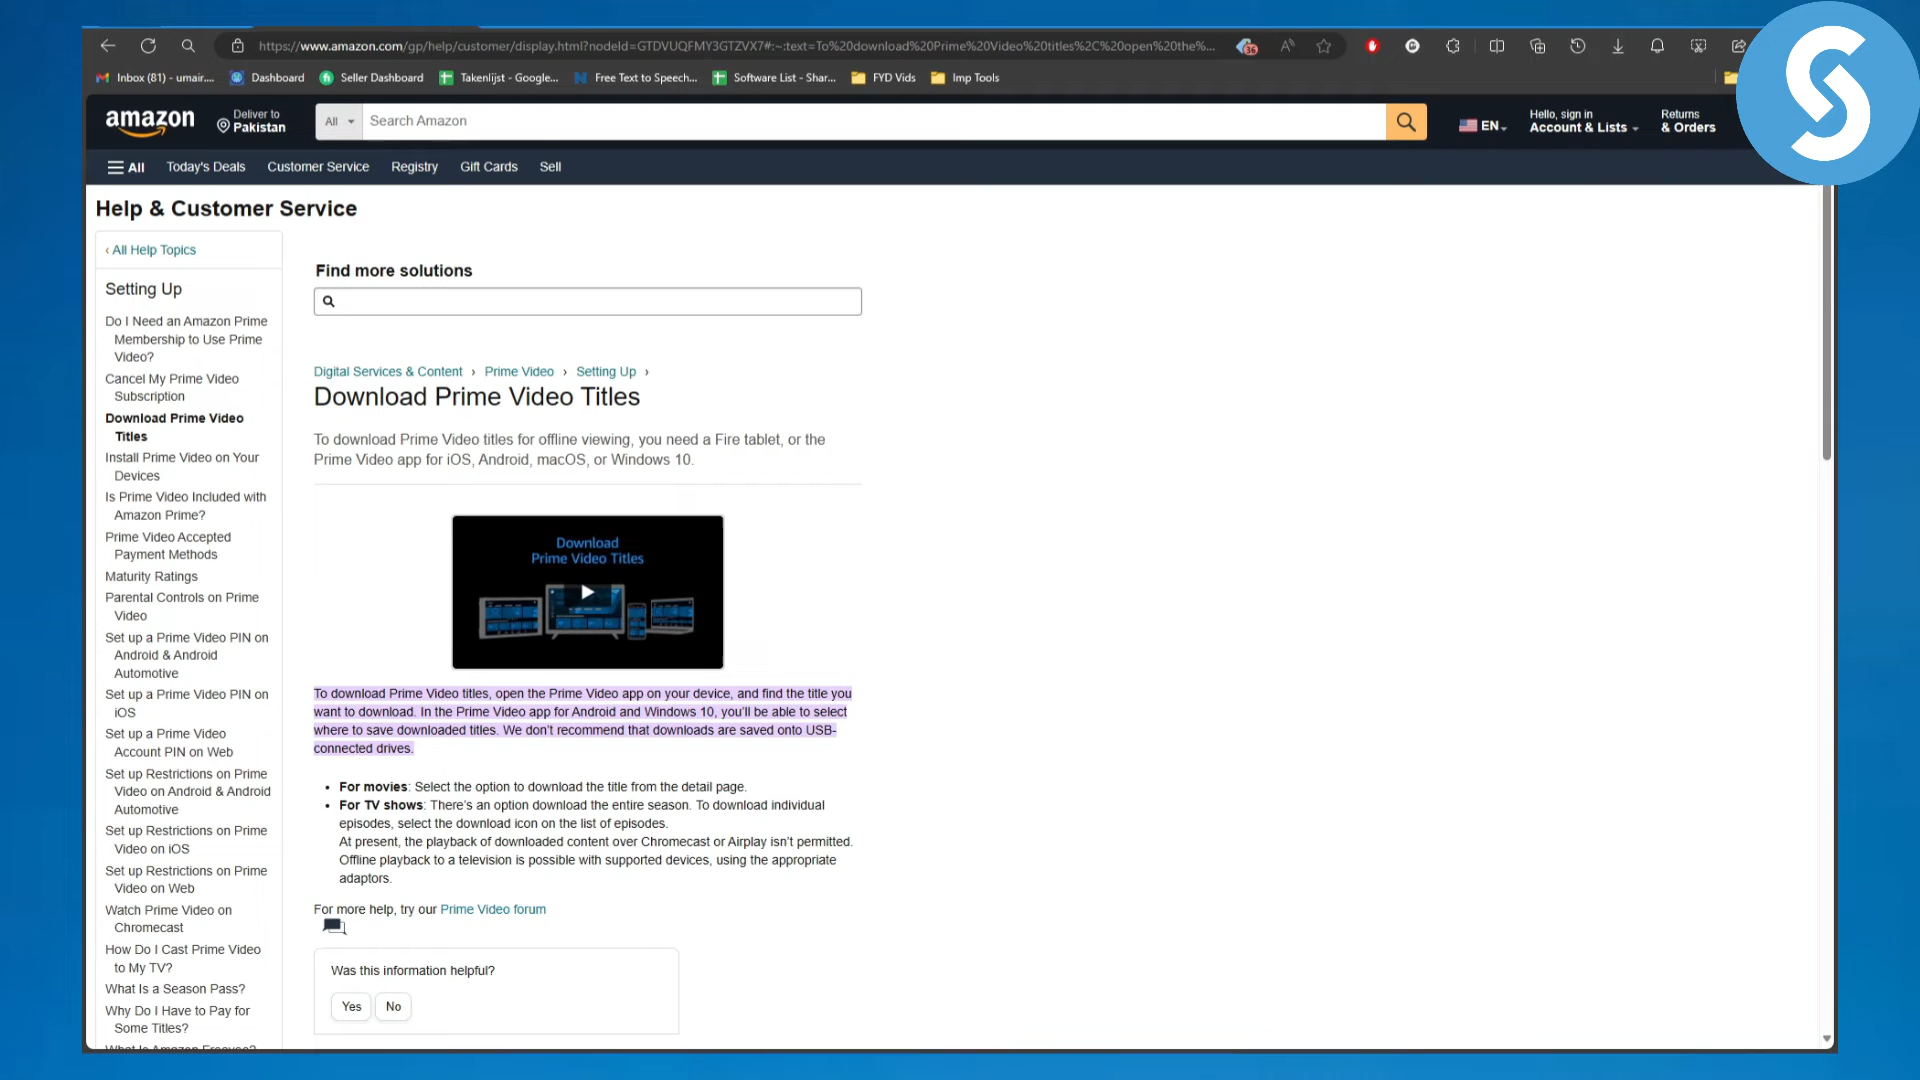 https://www.amazon.com/gp/help/customer/display.html?nodeId=GTDVUQFMY3GTZVX7#:~:text=To%20download%20Prime%20Video%20titles%2C%20open%20the%...
36
Inbox (81) - umair.... Dashboard Seller Dashboard Takenlijst - Google... Free Text to Speech... Software List - Shar... FYD Vids Imp Tools
amazon
Deliver to
Pakistan
All
Search Amazon
EN
Hello, sign in
Account & Lists
Returns
& Orders
All Today's Deals Customer Service Registry Gift Cards Sell
Help & Customer Service
‹ All Help Topics
Setting Up
Do I Need an Amazon Prime
Membership to Use Prime
Video?
Cancel My Prime Video
Subscription
Download Prime Video
Titles
Install Prime Video on Your
Devices
Is Prime Video Included with
Amazon Prime?
Prime Video Accepted
Payment Methods
Maturity Ratings
Parental Controls on Prime
Video
Set up a Prime Video PIN on
Android & Android
Automotive
Set up a Prime Video PIN on
iOS
Set up a Prime Video
Account PIN on Web
Set up Restrictions on Prime
Video on Android & Android
Automotive
Set up Restrictions on Prime
Video on iOS
Set up Restrictions on Prime
Video on Web
Watch Prime Video on
Chromecast
How Do I Cast Prime Video
to My TV?
What Is a Season Pass?
Why Do I Have to Pay for
Some Titles?
What Is Amazon Freevee?
Find more solutions
Digital Services & Content › Prime Video › Setting Up ›
Download Prime Video Titles
To download Prime Video titles for offline viewing, you need a Fire tablet, or the
Prime Video app for iOS, Android, macOS, or Windows 10.
Download
Prime Video Titles
To download Prime Video titles, open the Prime Video app on your device, and find the title you
want to download. In the Prime Video app for Android and Windows 10, you'll be able to select
where to save downloaded titles. We don't recommend that downloads are saved onto USB-
connected drives.
• For movies: Select the option to download the title from the detail page.
• For TV shows: There's an option download the entire season. To download individual
episodes, select the download icon on the list of episodes.
At present, the playback of downloaded content over Chromecast or Airplay isn't permitted.
Offline playback to a television is possible with supported devices, using the appropriate
adaptors.
For more help, try our Prime Video forum
Was this information helpful?
Yes No